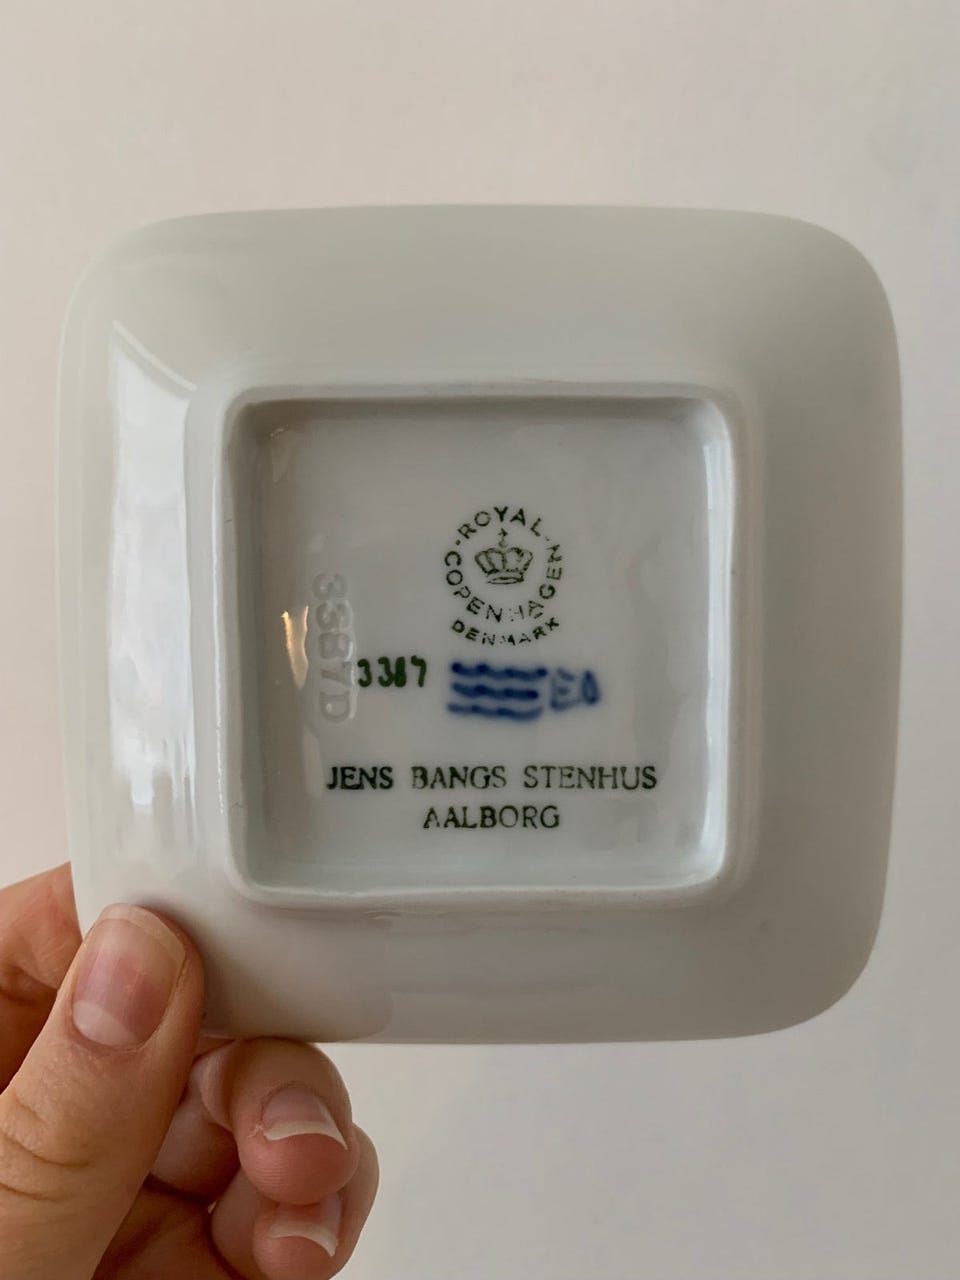 ROYAL
COPENHAGEN
DENMARK
3387D
3387
JENS BANGS STENHUS
AALBORG